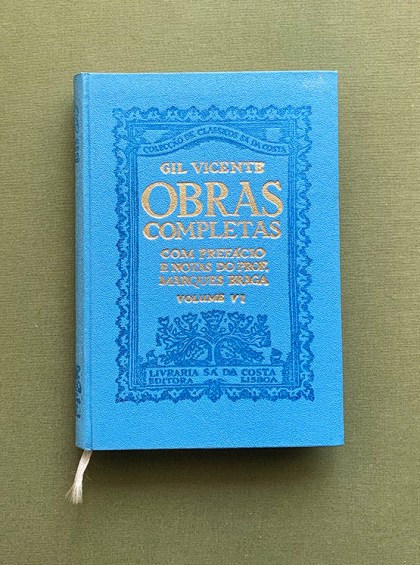 COLECÇÃO DE CLÁSSICOS SÁ DA COSTA
GIL VICENTE
OBRAS
COMPLETAS
COM PREFÁCIO
E NOTAS DO PROF.
MARQUES BRAGA
VOLUME VI
LIVRARIA SÁ DA COSTA
EDITORA LISBOA